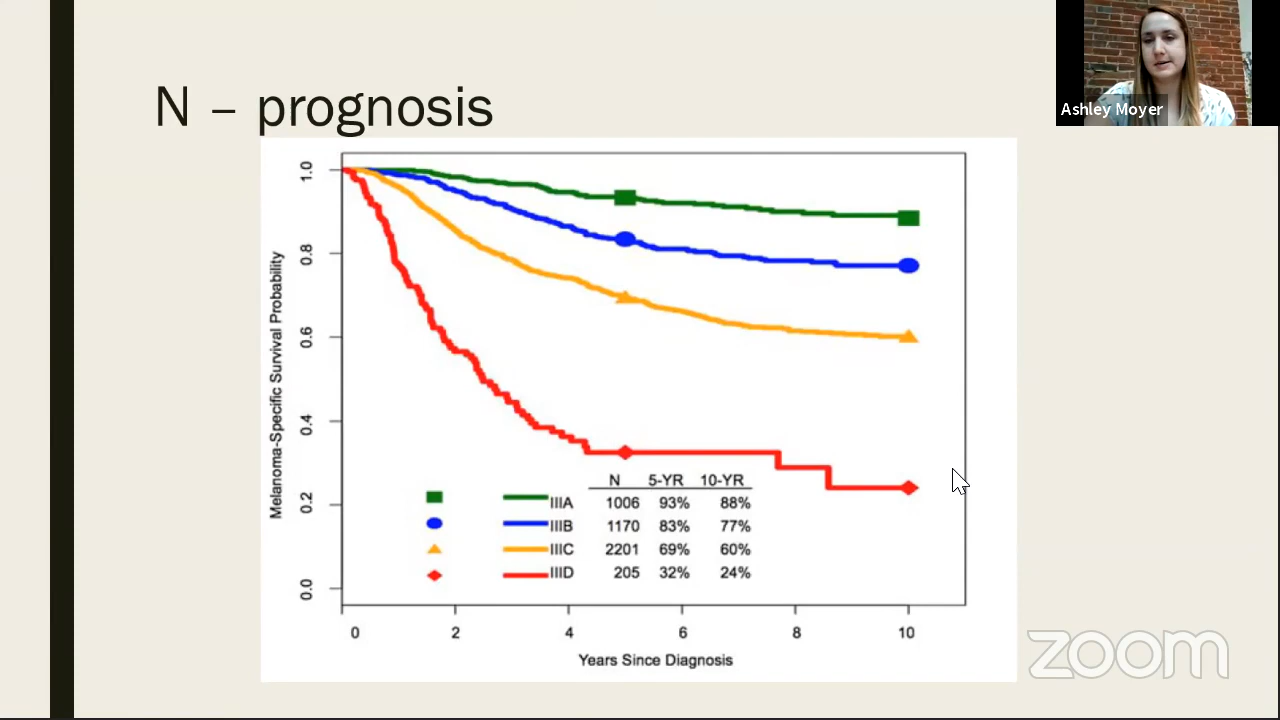 N – prognosis
Ashley Moyer
Melanoma-Specific Survival Probability
1.0
0.8
0.6
0.4
0.2
0.0
N 5-YR 10-YR
IIIA 1006 93% 88%
IIIB 1170 83% 77%
IIIC 2201 69% 60%
IIID 205 32% 24%
0 2 4 6 8 10
Years Since Diagnosis
zoom